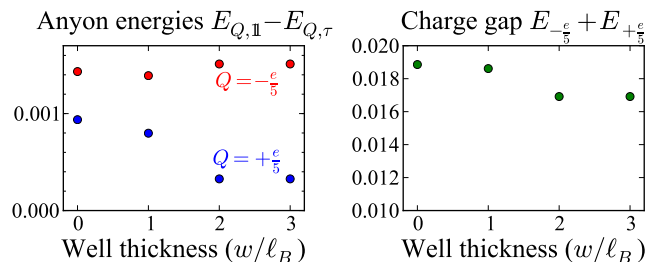 Anyon energies E_{Q,𝟙} − E_{Q,τ}
0.001
0.000
Q = −e/5
Q = +e/5
0 1 2 3
Well thickness (w/ℓ_B)
Charge gap E_{−e/5} + E_{+e/5}
0.020
0.018
0.016
0.014
0.012
0.010
0 1 2 3
Well thickness (w/ℓ_B)